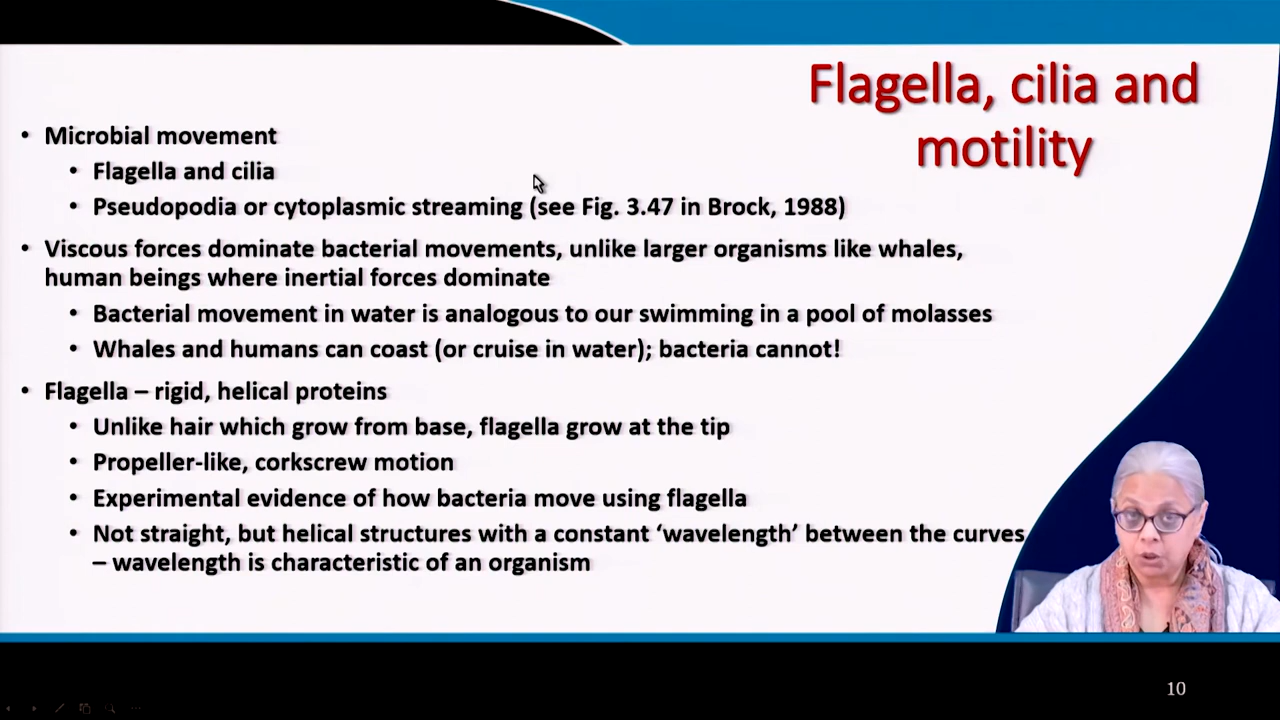 Flagella, cilia and
motility
• Microbial movement
• Flagella and cilia
• Pseudopodia or cytoplasmic streaming (see Fig. 3.47 in Brock, 1988)
• Viscous forces dominate bacterial movements, unlike larger organisms like whales,
human beings where inertial forces dominate
• Bacterial movement in water is analogous to our swimming in a pool of molasses
• Whales and humans can coast (or cruise in water); bacteria cannot!
• Flagella – rigid, helical proteins
• Unlike hair which grow from base, flagella grow at the tip
• Propeller-like, corkscrew motion
• Experimental evidence of how bacteria move using flagella
• Not straight, but helical structures with a constant ‘wavelength’ between the curves
– wavelength is characteristic of an organism
10